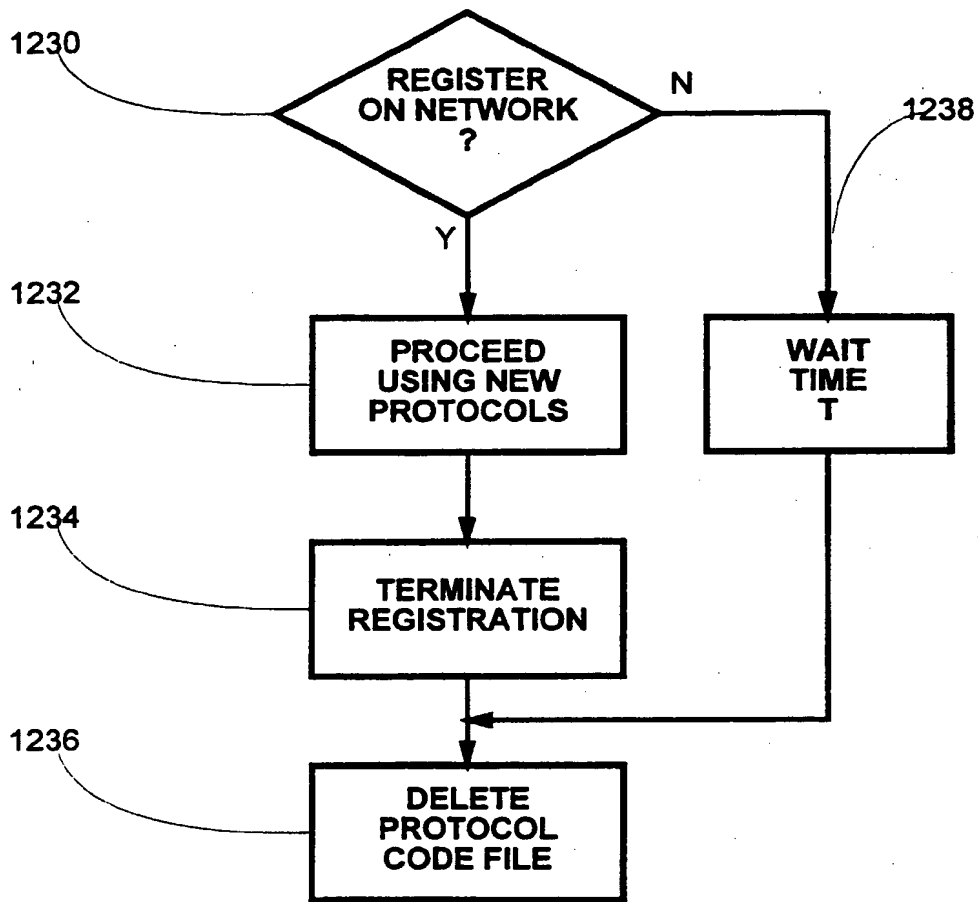 1230
REGISTER
ON NETWORK
?
N
1238
Y
1232
PROCEED
USING NEW
PROTOCOLS
WAIT
TIME
T
1234
TERMINATE
REGISTRATION
1236
DELETE
PROTOCOL
CODE FILE